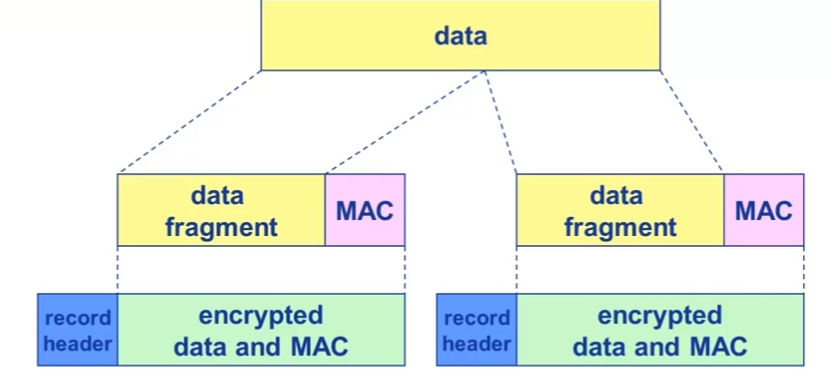 data
data
fragment
MAC
data
fragment
MAC
record
header
encrypted
data and MAC
record
header
encrypted
data and MAC